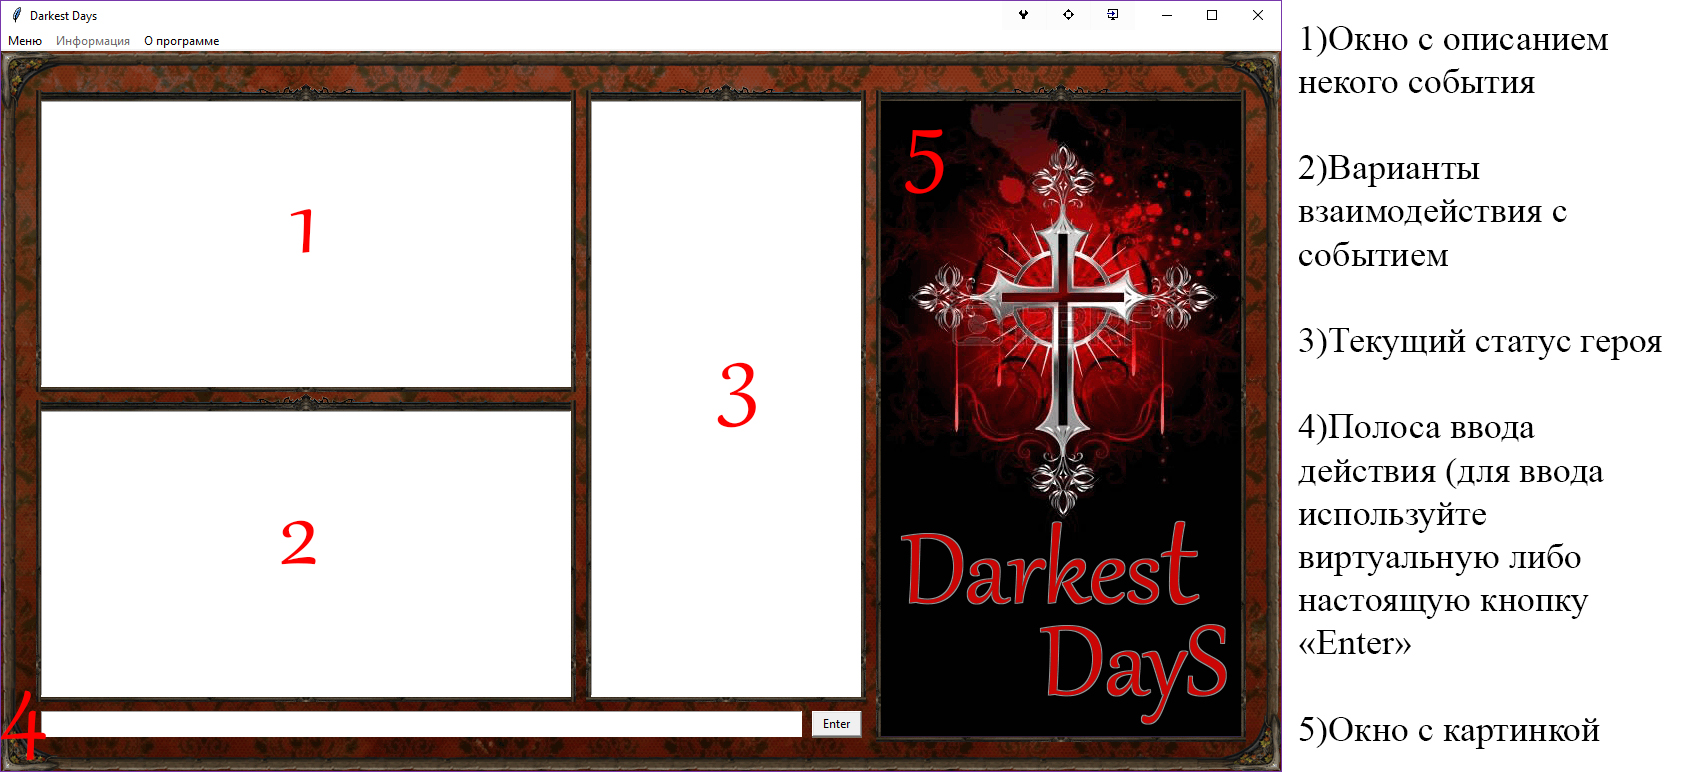 Darkest Days
Меню Информация О программе
1
2
3
4
5
Darkest
DayS
Enter
1)Окно с описанием
некого события
2)Варианты
взаимодействия с
событием
3)Текущий статус героя
4)Полоса ввода
действия (для ввода
используйте
виртуальную либо
настоящую кнопку
«Enter»
5)Окно с картинкой